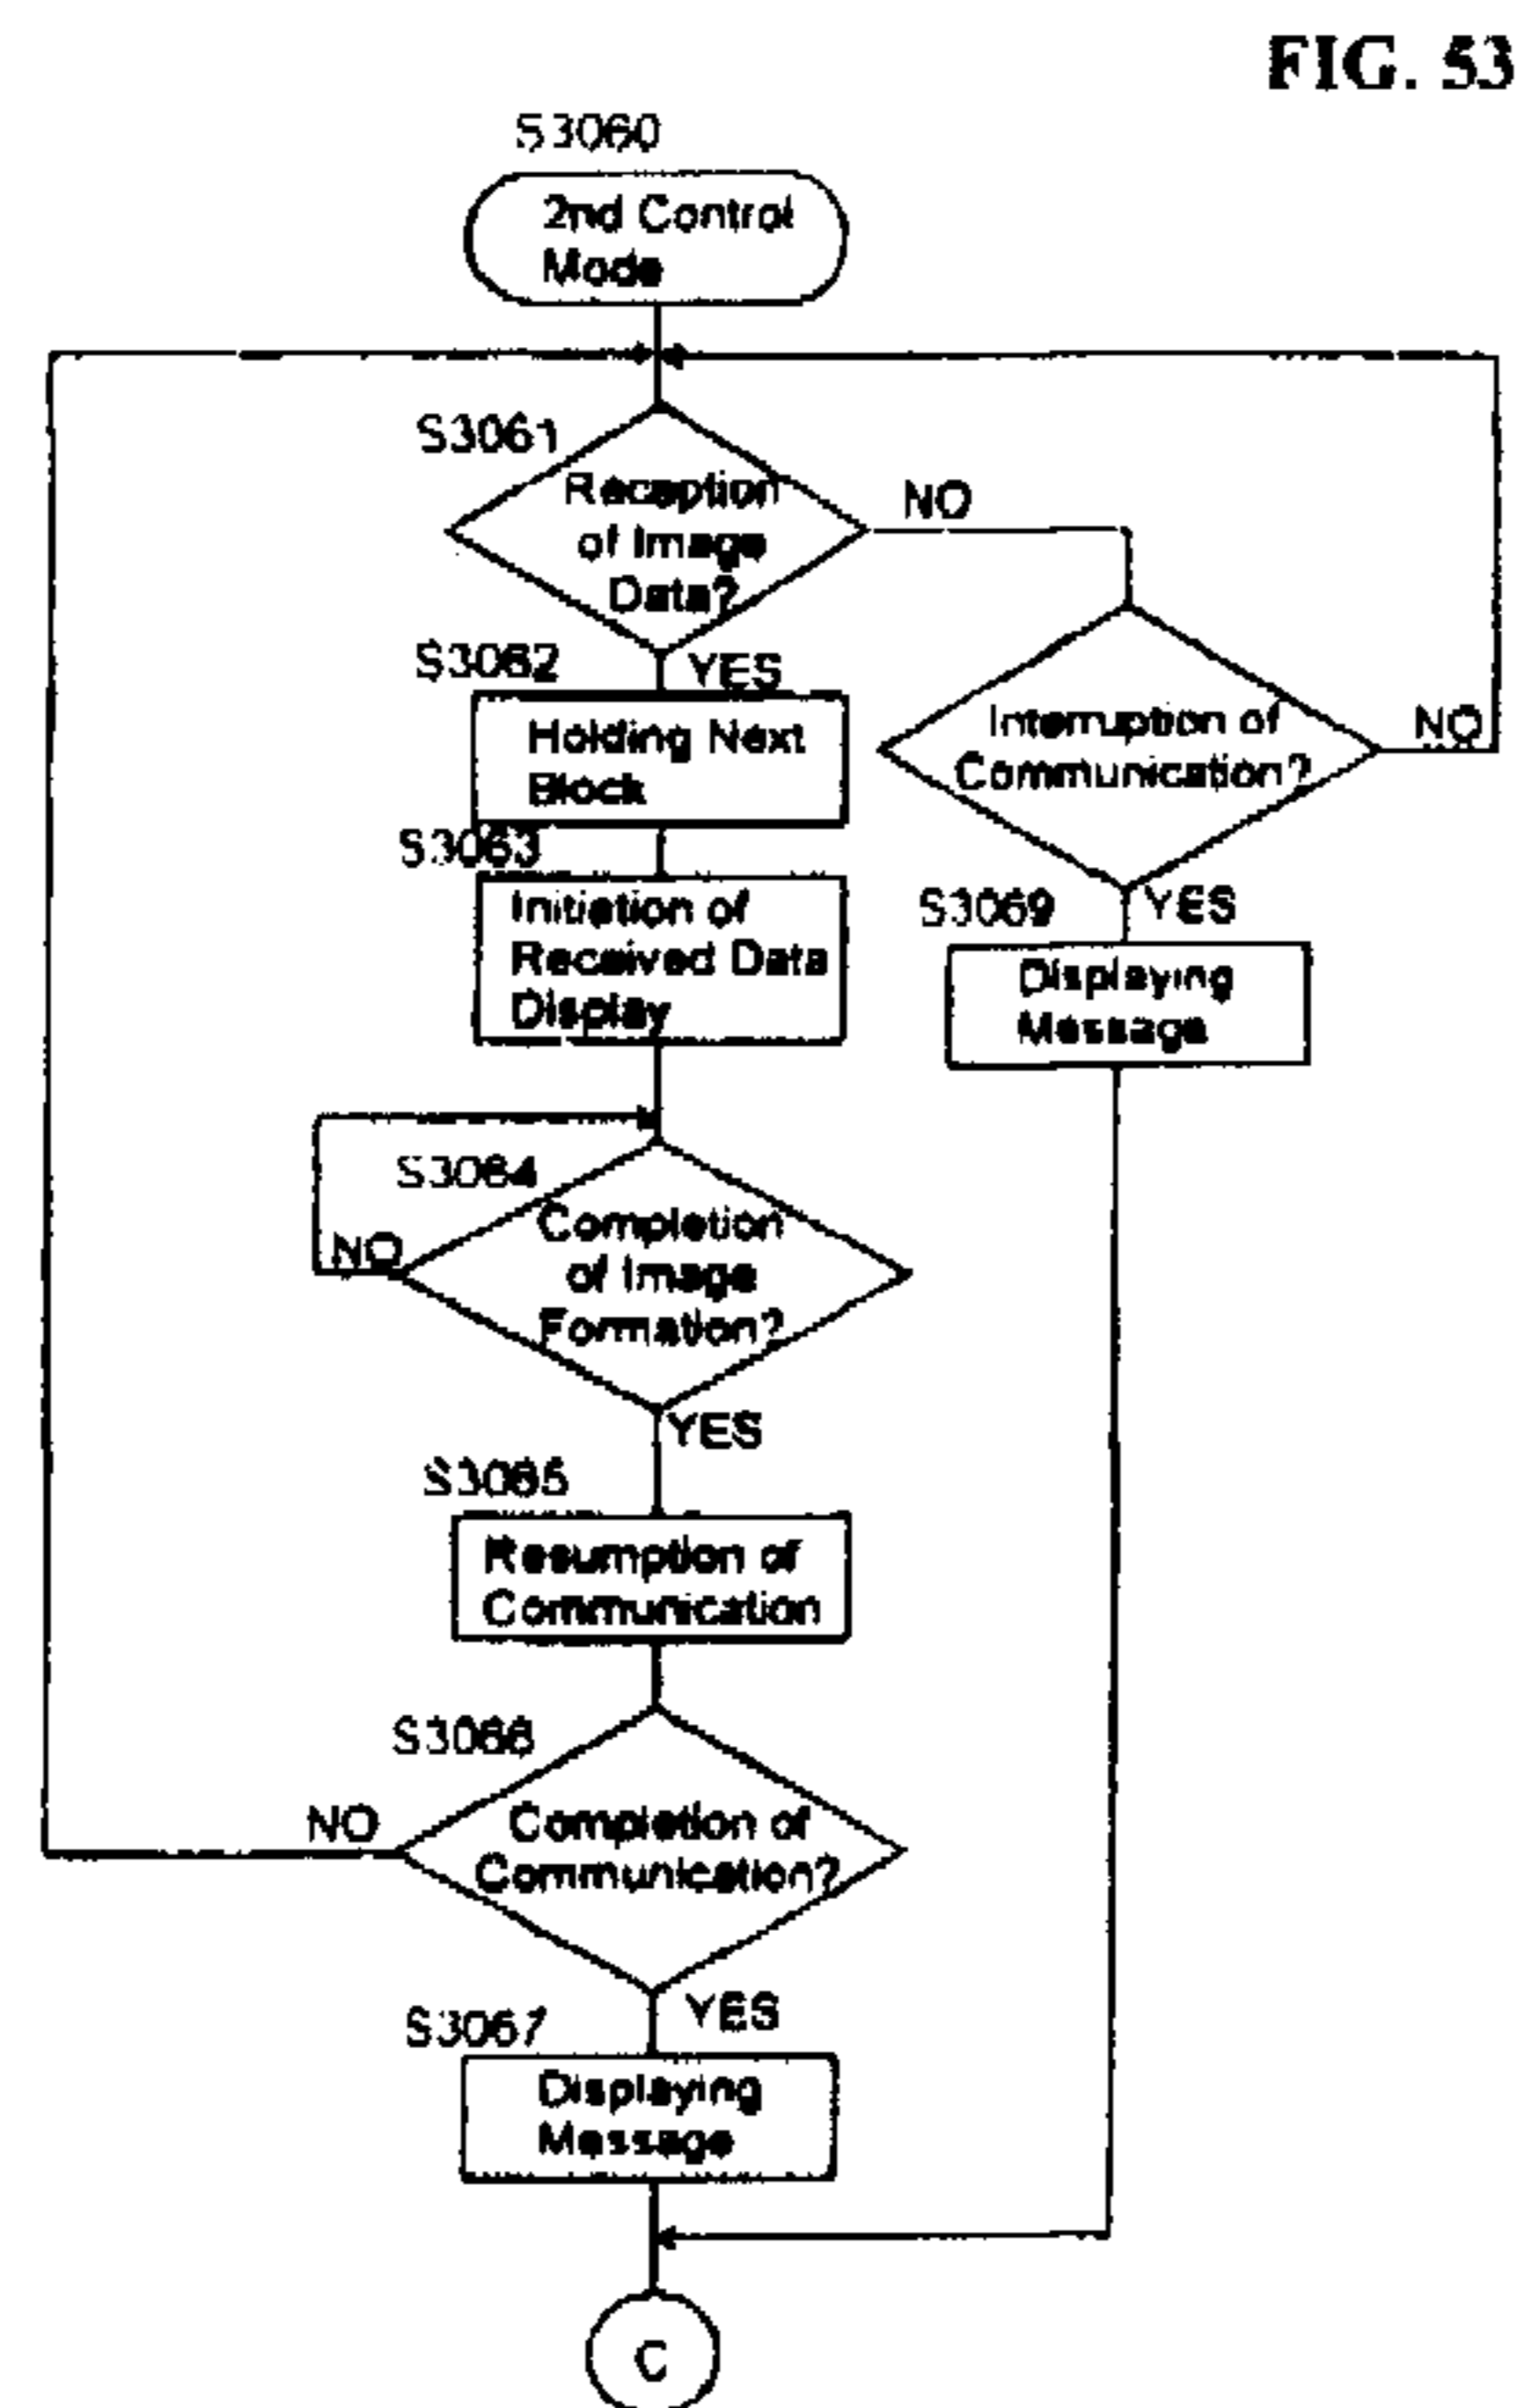 FIG. 53
S3060
2nd Control
Mode
S3061
Reception
of Image
Data?
NO
YES
S3062
Holding Next
Block
Interruption of
Communication?
NO
YES
S3063
Initiation of
Received Data
Display
S3069
Displaying
Message
S3064
Completion
of Image
Formation?
NO
YES
S3065
Resumption of
Communication
S3066
Completion of
Communication?
NO
YES
S3067
Displaying
Message
C